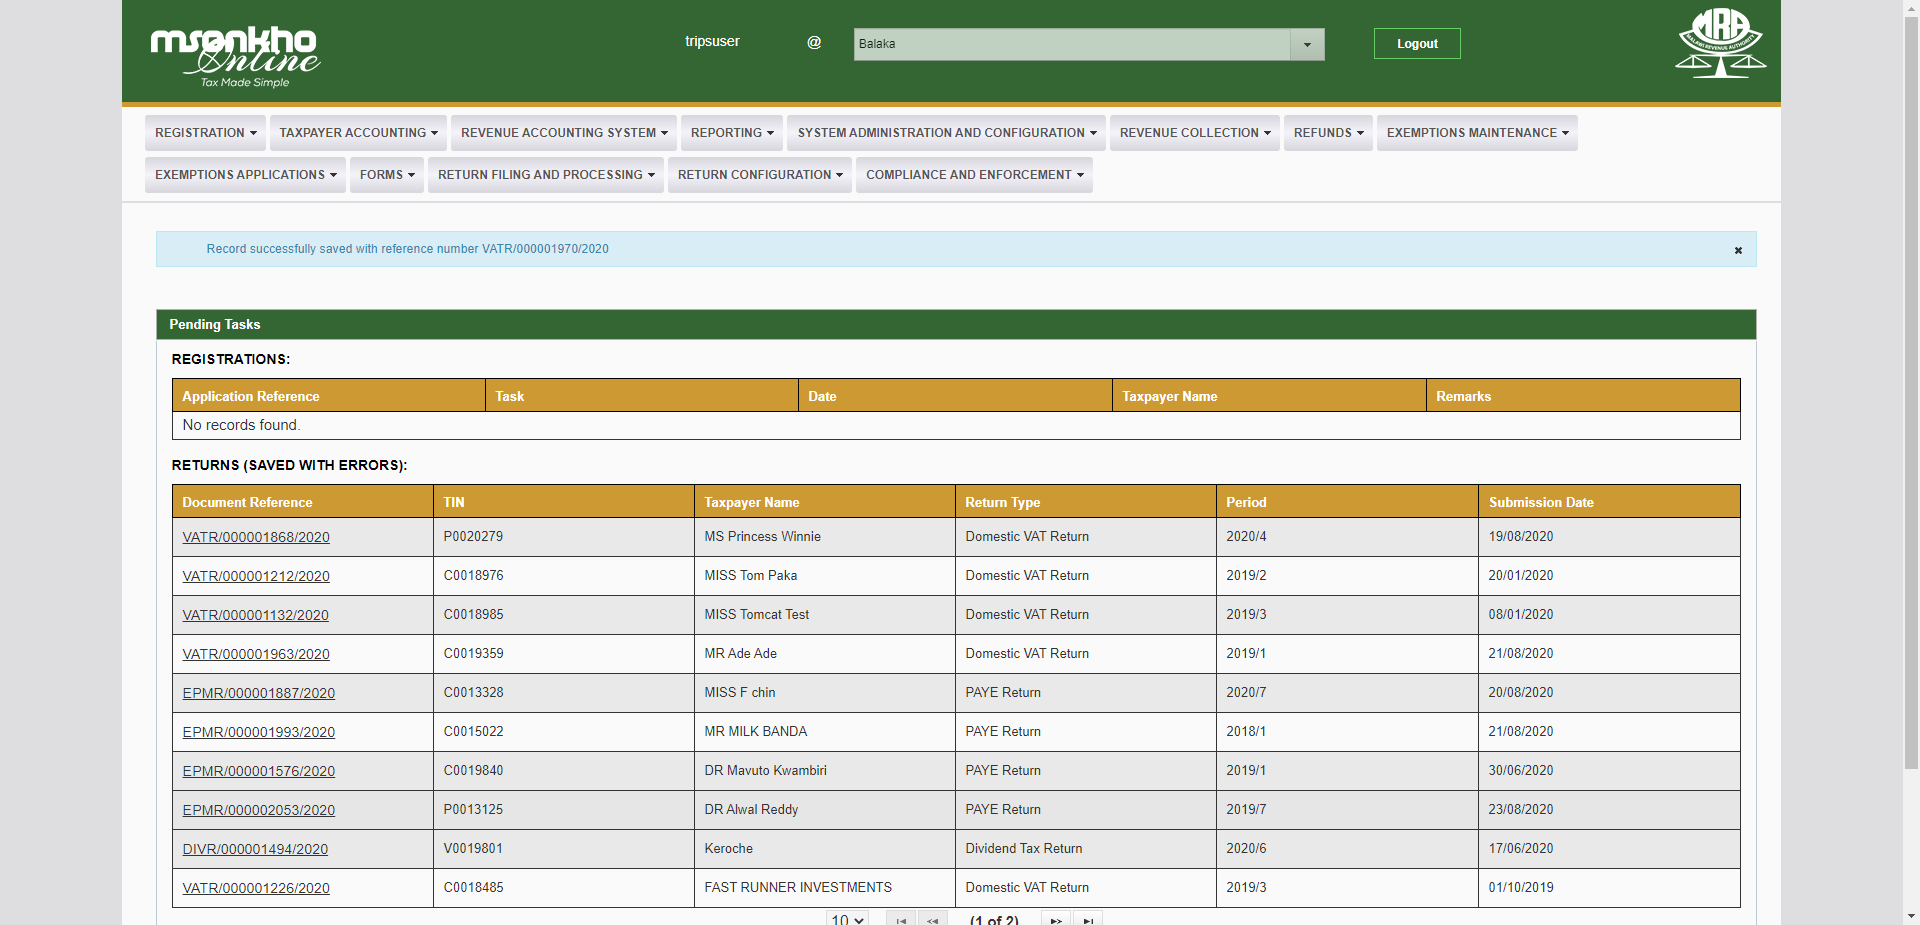 msonkho
Online
Tax Made Simple
tripsuser @ Balaka Logout
MRA
MALAWI REVENUE AUTHORITY
REGISTRATION TAXPAYER ACCOUNTING REVENUE ACCOUNTING SYSTEM REPORTING SYSTEM ADMINISTRATION AND CONFIGURATION REVENUE COLLECTION REFUNDS EXEMPTIONS MAINTENANCE
EXEMPTIONS APPLICATIONS FORMS RETURN FILING AND PROCESSING RETURN CONFIGURATION COMPLIANCE AND ENFORCEMENT
Record successfully saved with reference number VATR/000001970/2020
Pending Tasks
REGISTRATIONS:
Application Reference Task Date Taxpayer Name Remarks
No records found.
RETURNS (SAVED WITH ERRORS):
Document Reference TIN Taxpayer Name Return Type Period Submission Date
VATR/000001868/2020 P0020279 MS Princess Winnie Domestic VAT Return 2020/4 19/08/2020
VATR/000001212/2020 C0018976 MISS Tom Paka Domestic VAT Return 2019/2 20/01/2020
VATR/000001132/2020 C0018985 MISS Tomcat Test Domestic VAT Return 2019/3 08/01/2020
VATR/000001963/2020 C0019359 MR Ade Ade Domestic VAT Return 2019/1 21/08/2020
EPMR/000001887/2020 C0013328 MISS F chin PAYE Return 2020/7 20/08/2020
EPMR/000001993/2020 C0015022 MR MILK BANDA PAYE Return 2018/1 21/08/2020
EPMR/000001576/2020 C0019840 DR Mavuto Kwambiri PAYE Return 2019/1 30/06/2020
EPMR/000002053/2020 P0013125 DR Alwal Reddy PAYE Return 2019/7 23/08/2020
DIVR/000001494/2020 V0019801 Keroche Dividend Tax Return 2020/6 17/06/2020
VATR/000001226/2020 C0018485 FAST RUNNER INVESTMENTS Domestic VAT Return 2019/3 01/10/2019
10 (1 of 2)